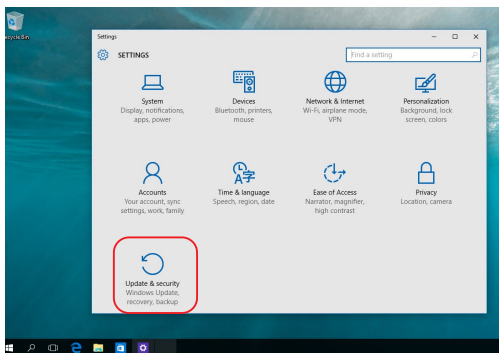 Recycle Bin
Settings
SETTINGS
Find a setting
System
Display, notifications,
apps, power
Devices
Bluetooth, printers,
mouse
Network & Internet
Wi-Fi, airplane mode,
VPN
Personalization
Background, lock
screen, colors
Accounts
Your account, sync
settings, work, family
Time & language
Speech, region, date
Ease of Access
Narrator, magnifier,
high contrast
Privacy
Location, camera
Update & security
Windows Update,
recovery, backup